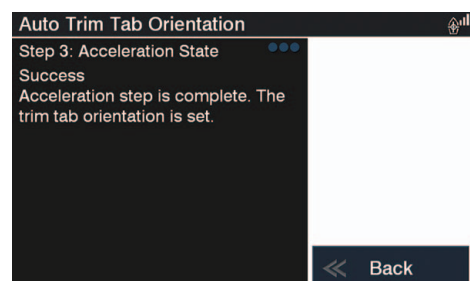 Auto Trim Tab Orientation
Step 3: Acceleration State
Success
Acceleration step is complete. The
trim tab orientation is set.
Back